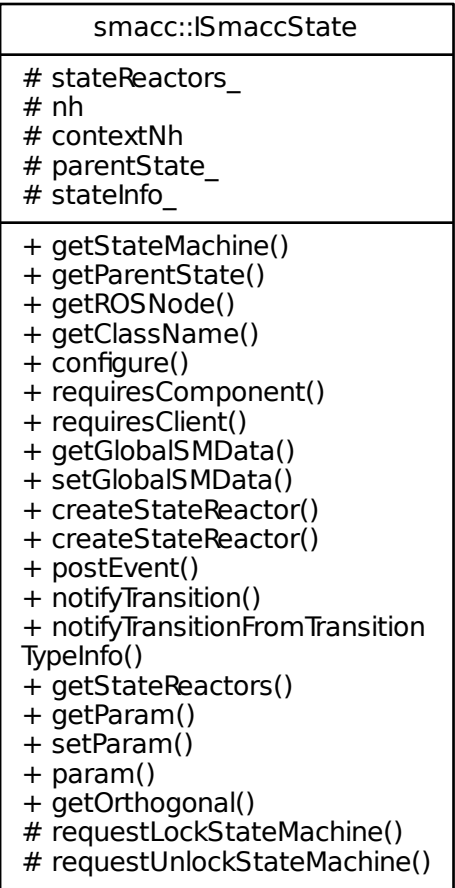 smacc::ISmaccState
# stateReactors_
# nh
# contextNh
# parentState_
# stateInfo_
+ getStateMachine()
+ getParentState()
+ getROSNode()
+ getClassName()
+ configure()
+ requiresComponent()
+ requiresClient()
+ getGlobalSMData()
+ setGlobalSMData()
+ createStateReactor()
+ createStateReactor()
+ postEvent()
+ notifyTransition()
+ notifyTransitionFromTransition
TypeInfo()
+ getStateReactors()
+ getParam()
+ setParam()
+ param()
+ getOrthogonal()
# requestLockStateMachine()
# requestUnlockStateMachine()